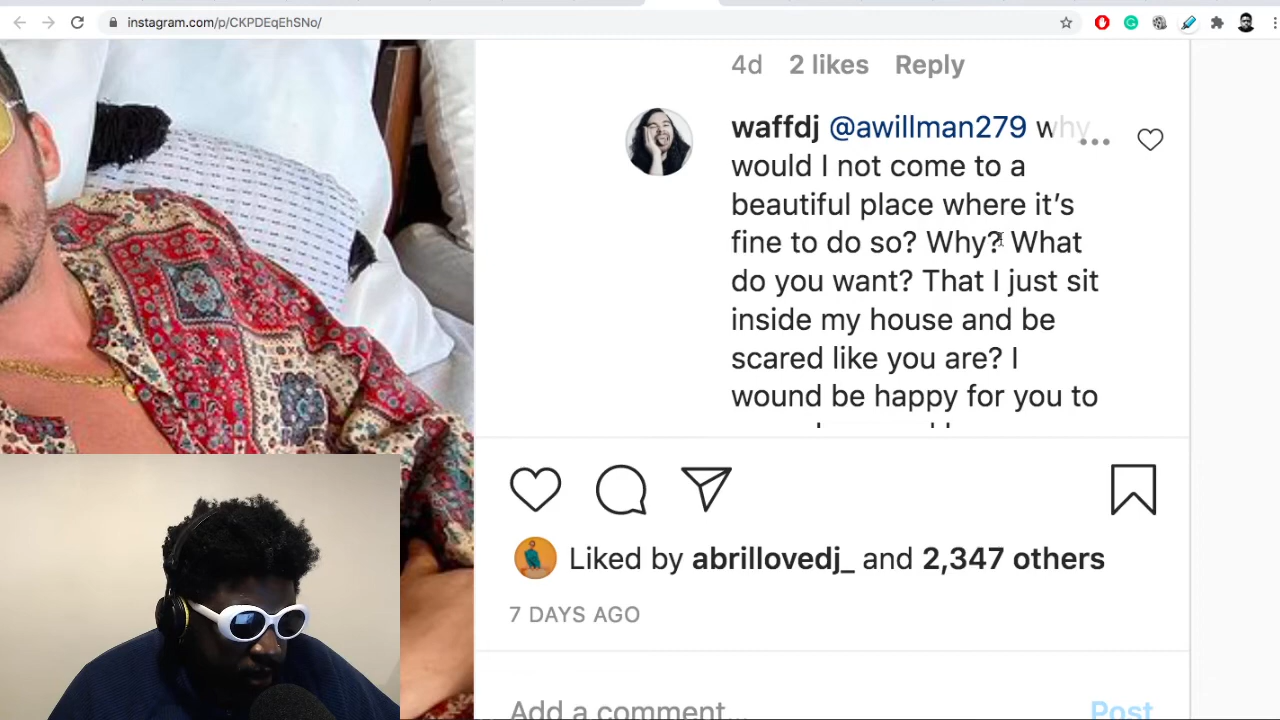 instagram.com/p/CKPDEqEhSNo/
4d 2 likes Reply
waffdj @awillman279 why
would I not come to a
beautiful place where it's
fine to do so? Why? What
do you want? That I just sit
inside my house and be
scared like you are? I
wound be happy for you to
Liked by abrillovedj_ and 2,347 others
7 DAYS AGO
Add a comment...
Post